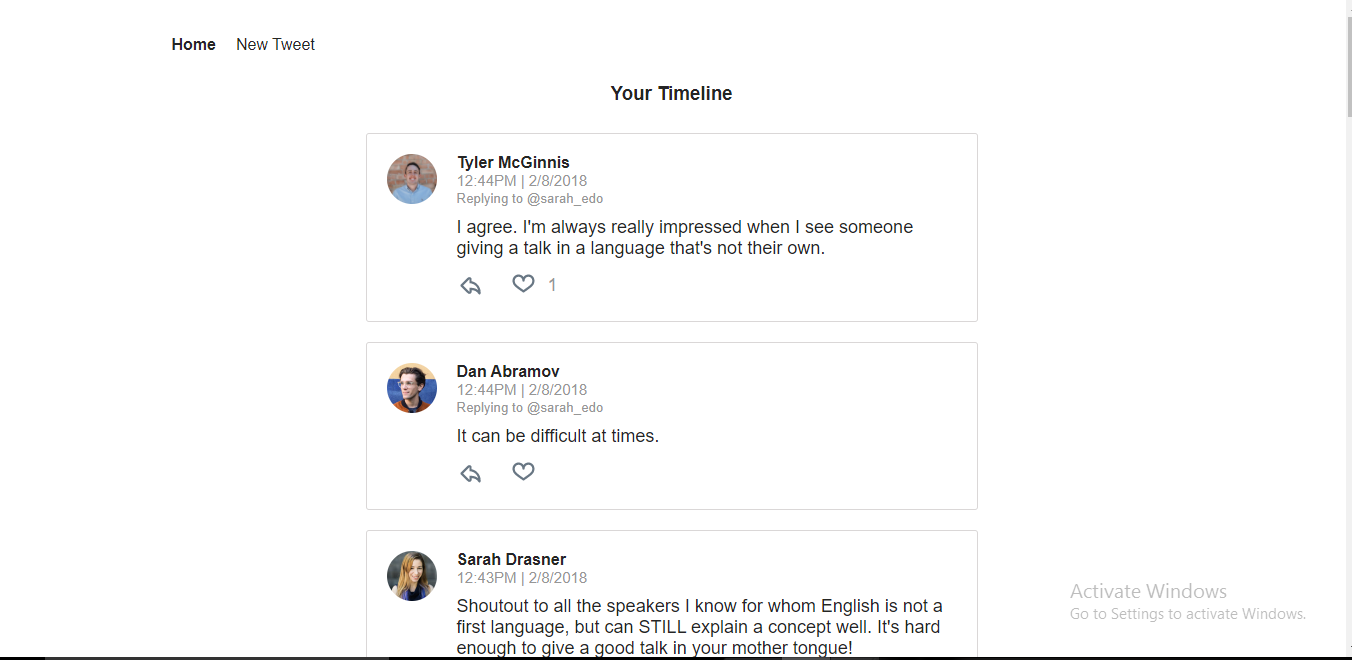 Home New Tweet
Your Timeline
Tyler McGinnis
12:44PM | 2/8/2018
Replying to @sarah_edo
I agree. I'm always really impressed when I see someone
giving a talk in a language that's not their own.
1
Dan Abramov
12:44PM | 2/8/2018
Replying to @sarah_edo
It can be difficult at times.
Sarah Drasner
12:43PM | 2/8/2018
Shoutout to all the speakers I know for whom English is not a
first language, but can STILL explain a concept well. It's hard
enough to give a good talk in your mother tongue!
Activate Windows
Go to Settings to activate Windows.